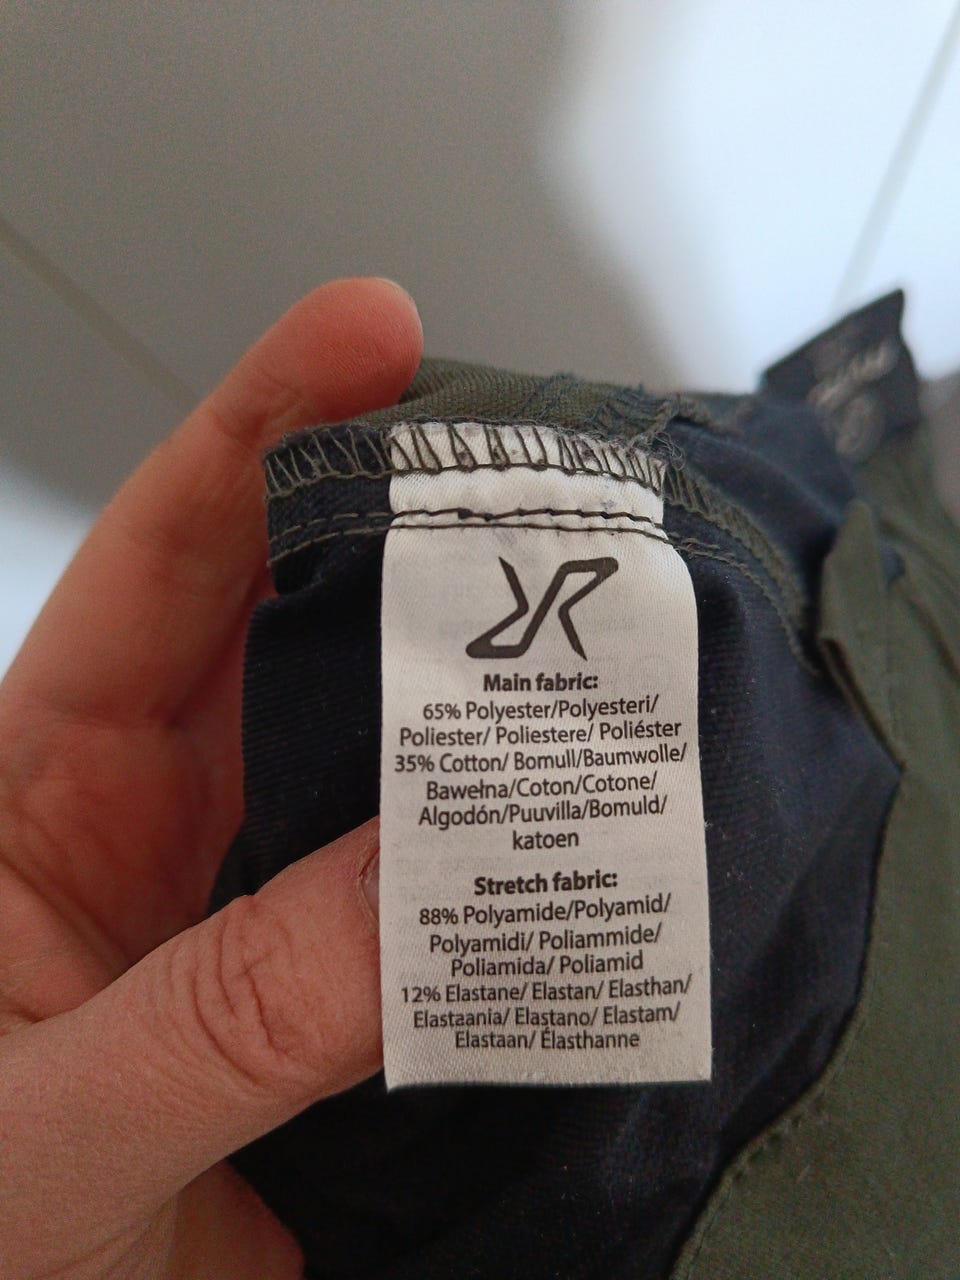 Main fabric:
65% Polyester/Polyesteri/
Poliester/ Poliestere/ Poliéster
35% Cotton/ Bomull/Baumwolle/
Bawełna/Coton/Cotone/
Algodón/Puuvilla/Bomuld/
katoen
Stretch fabric:
88% Polyamide/Polyamid/
Polyamidi/ Poliammide/
Poliamida/ Poliamid
12% Elastane/ Elastan/ Elasthan/
Elastaania/ Elastano/ Elastam/
Elastaan/ Élasthanne